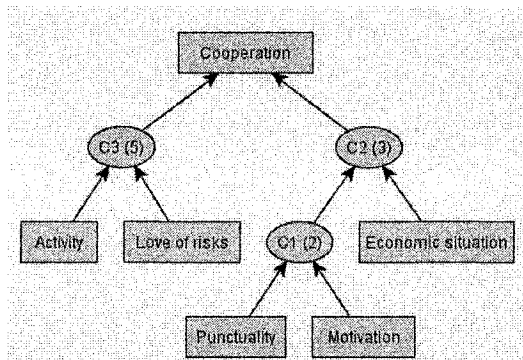 Cooperation
C3 (5)
C2 (3)
Activity
Love of risks
C1 (2)
Economic situation
Punctuality
Motivation